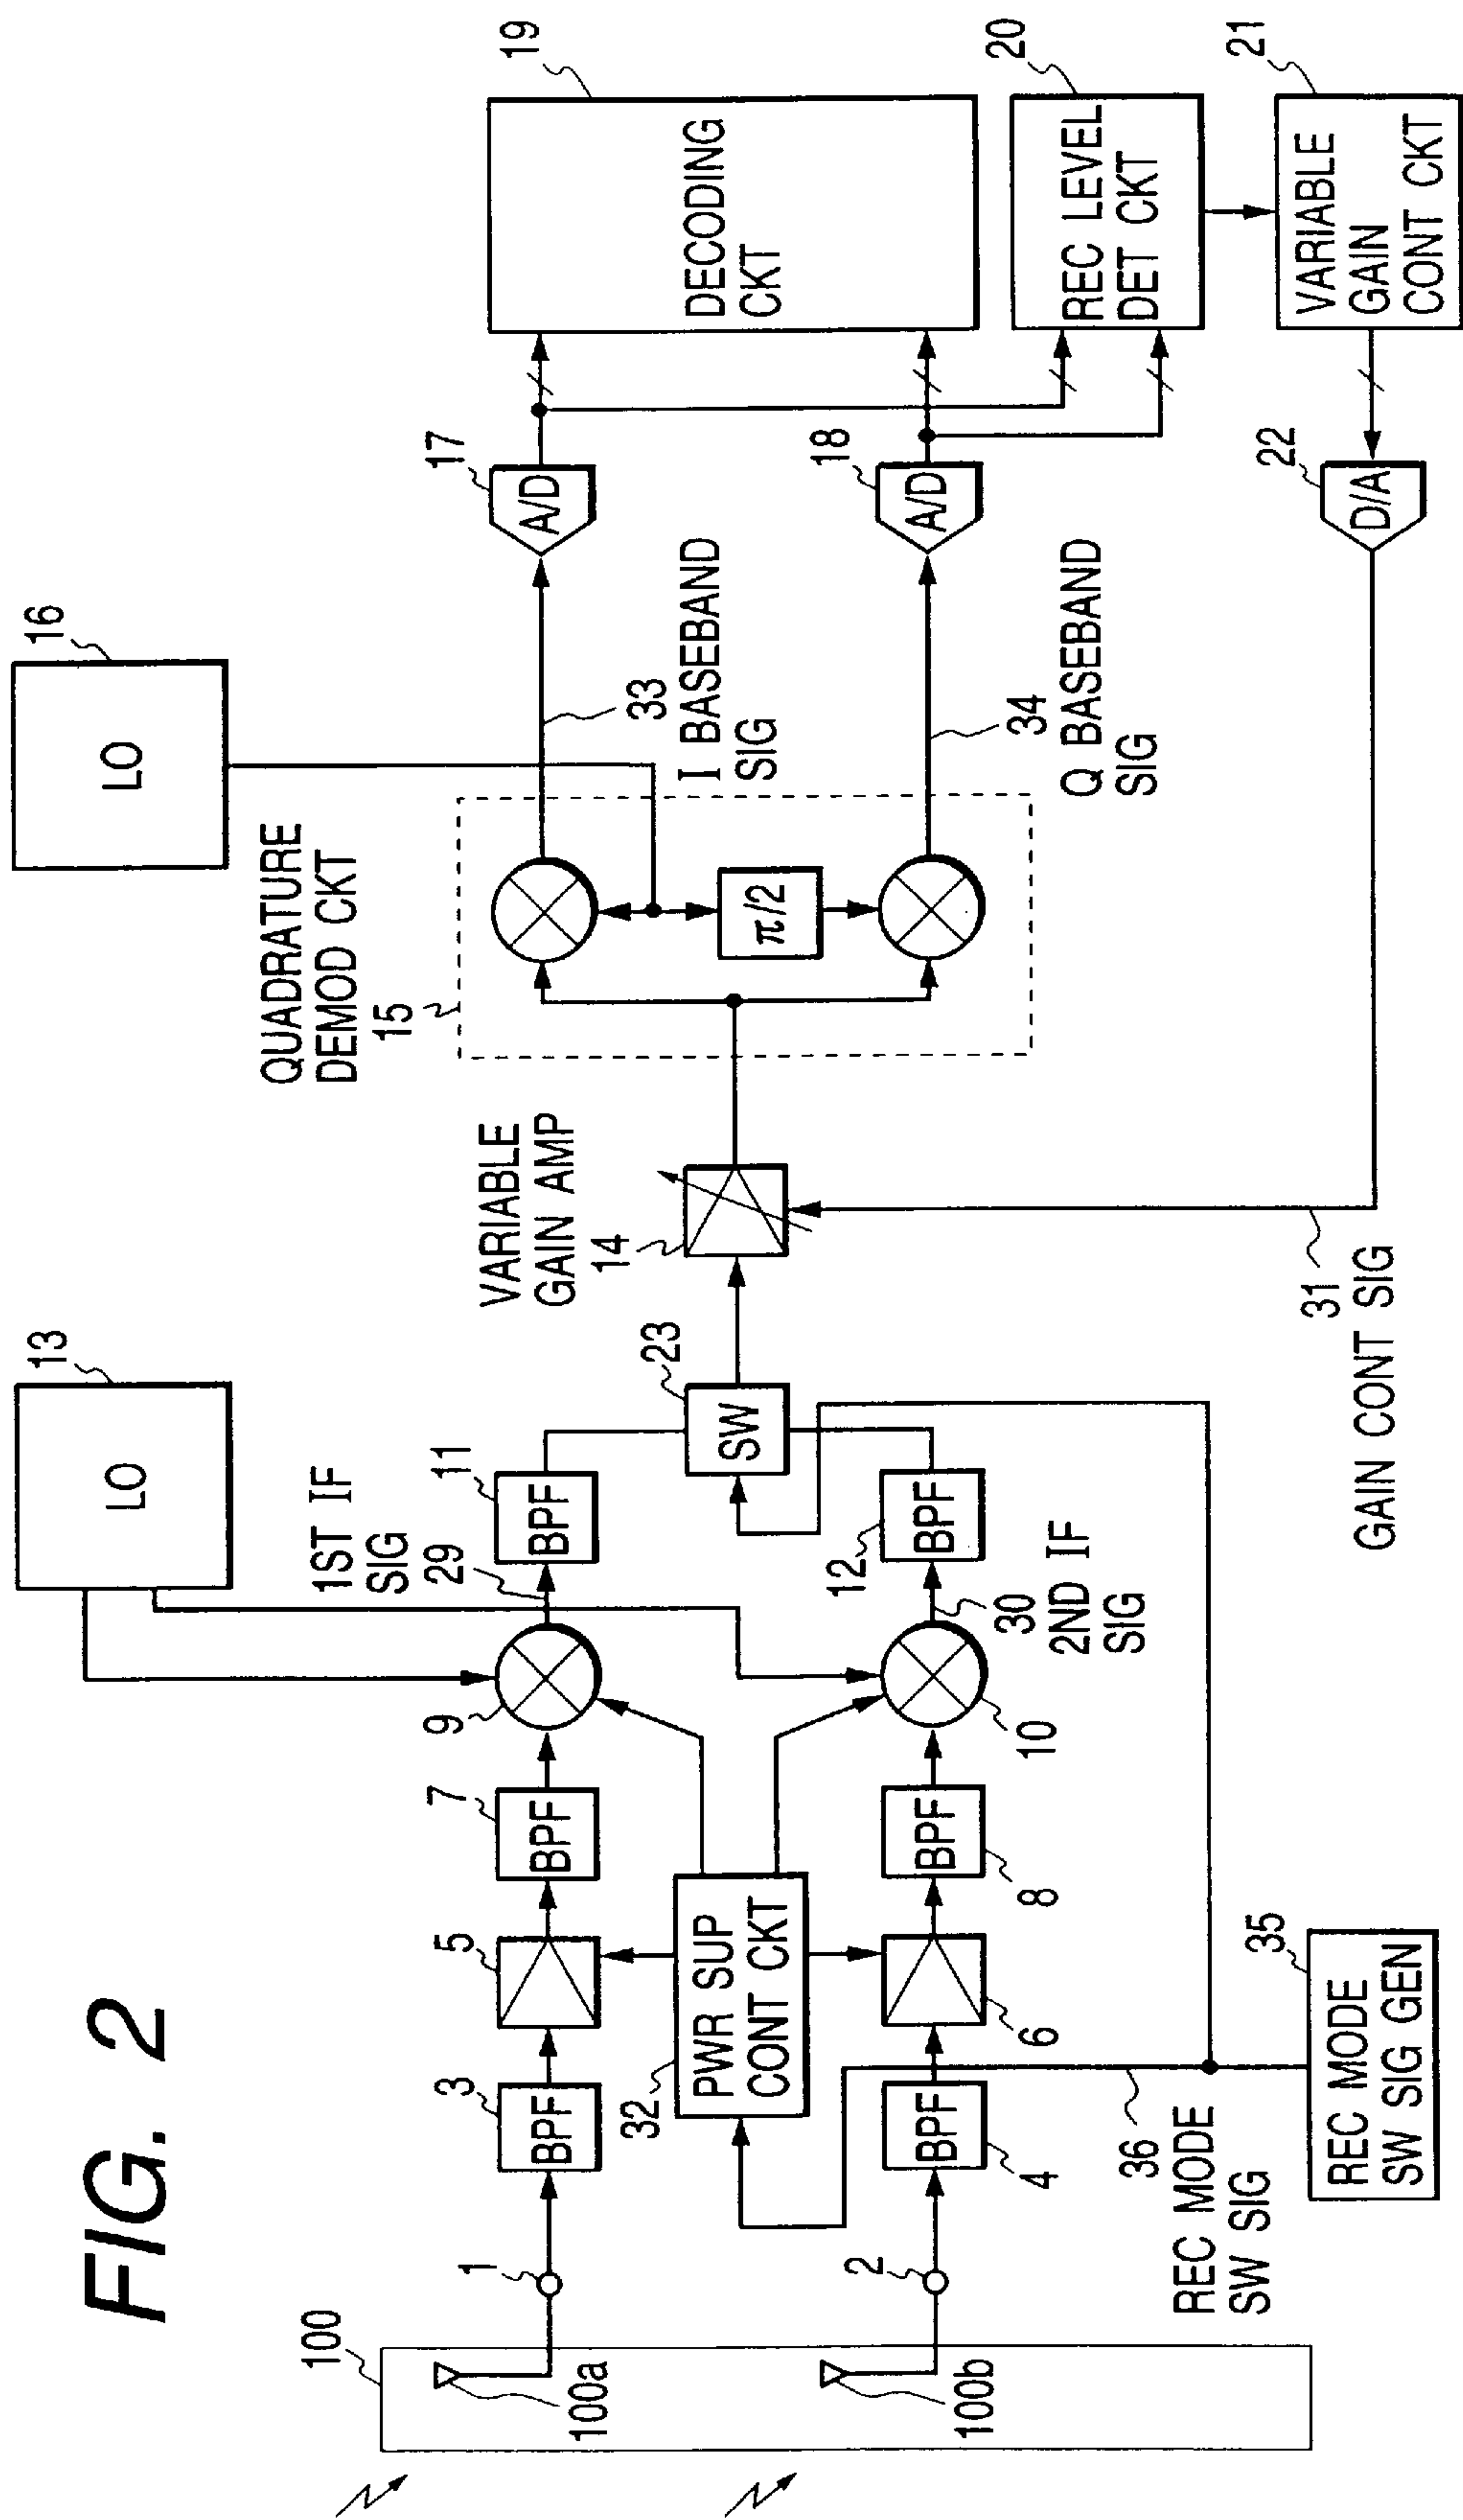 FIG. 2
13
LO
16
LO
1ST IF
SIG
29
VARIABLE
GAIN AMP
14
QUADRATURE
DEMOD CKT
15
100
100a
1
3
BPF
5
7
BPF
9
11
BPF
33
I BASEBAND
SIG
17
A/D
19
DECODING
CKT
32
PWR SUP
CONT CKT
23
SW
π/2
100b
2
4
BPF
6
8
BPF
10
12
BPF
30
2ND IF
SIG
34
Q BASEBAND
SIG
18
A/D
20
REC LEVEL
DET CKT
36
REC MODE
SW SIG
35
REC MODE
SW SIG GEN
31
GAIN CONT SIG
22
D/A
21
VARIABLE
GAIN
CONT CKT